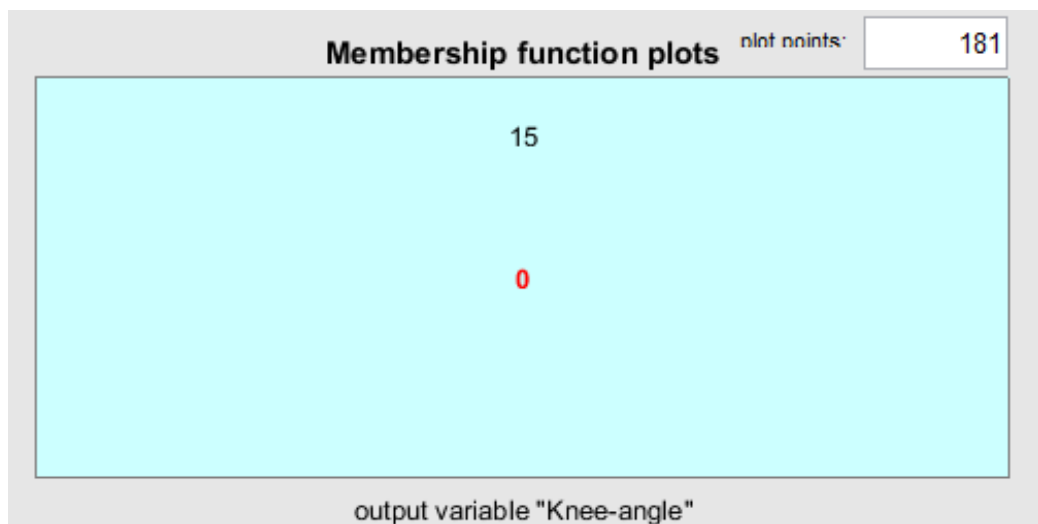 Membership function plots plot points: 181
15
0
output variable "Knee-angle"